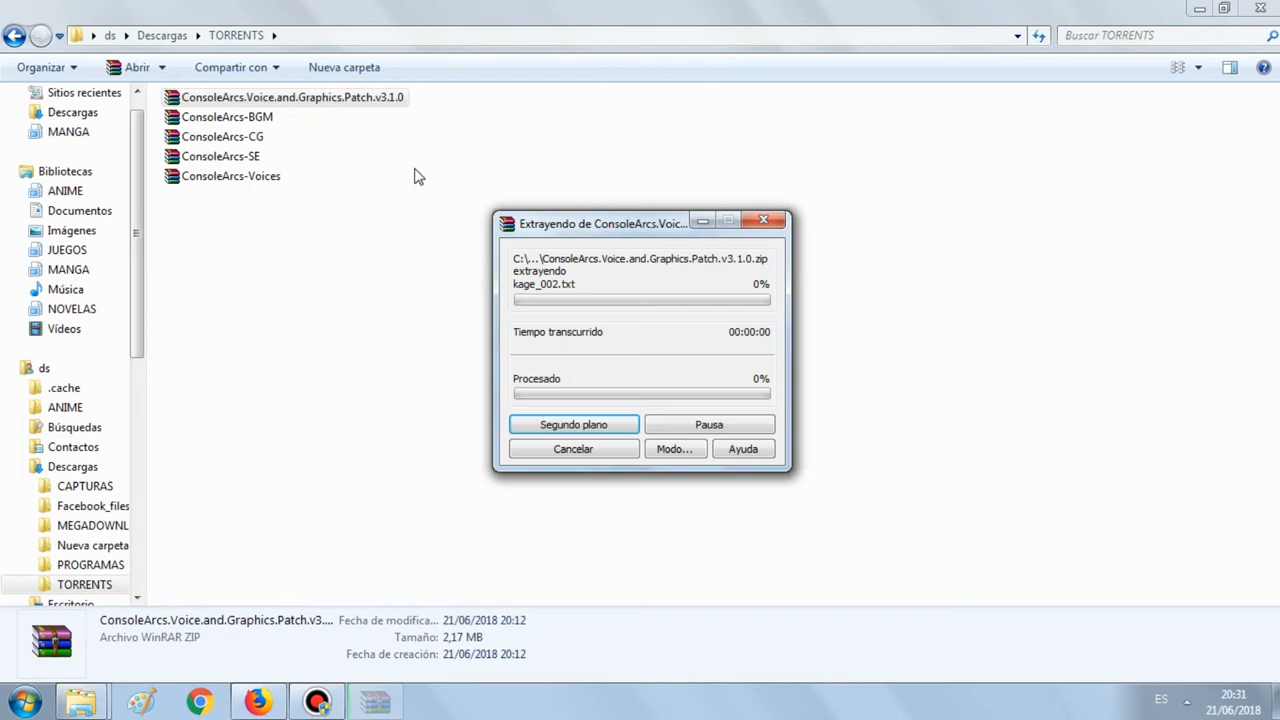 ds Descargas TORRENTS
Buscar TORRENTS
Organizar Abrir Compartir con Nueva carpeta
Sitios recientes
Descargas
MANGA
Bibliotecas
ANIME
Documentos
Imágenes
JUEGOS
MANGA
Música
NOVELAS
Vídeos
ds
.cache
ANIME
Búsquedas
Contactos
Descargas
CAPTURAS
Facebook_files
MEGADOWNL
Nueva carpeta
PROGRAMAS
TORRENTS
Escritorio
ConsoleArcs.Voice.and.Graphics.Patch.v3.1.0
ConsoleArcs-BGM
ConsoleArcs-CG
ConsoleArcs-SE
ConsoleArcs-Voices
Extrayendo de ConsoleArcs.Voic...
C:\...\ConsoleArcs.Voice.and.Graphics.Patch.v3.1.0.zip
extrayendo
kage_002.txt 0%
Tiempo transcurrido 00:00:00
Procesado 0%
Segundo plano Pausa
Cancelar Modo... Ayuda
ConsoleArcs.Voice.and.Graphics.Patch.v3.... Fecha de modifica... 21/06/2018 20:12
Archivo WinRAR ZIP Tamaño: 2,17 MB
Fecha de creación: 21/06/2018 20:12
ES
20:31
21/06/2018